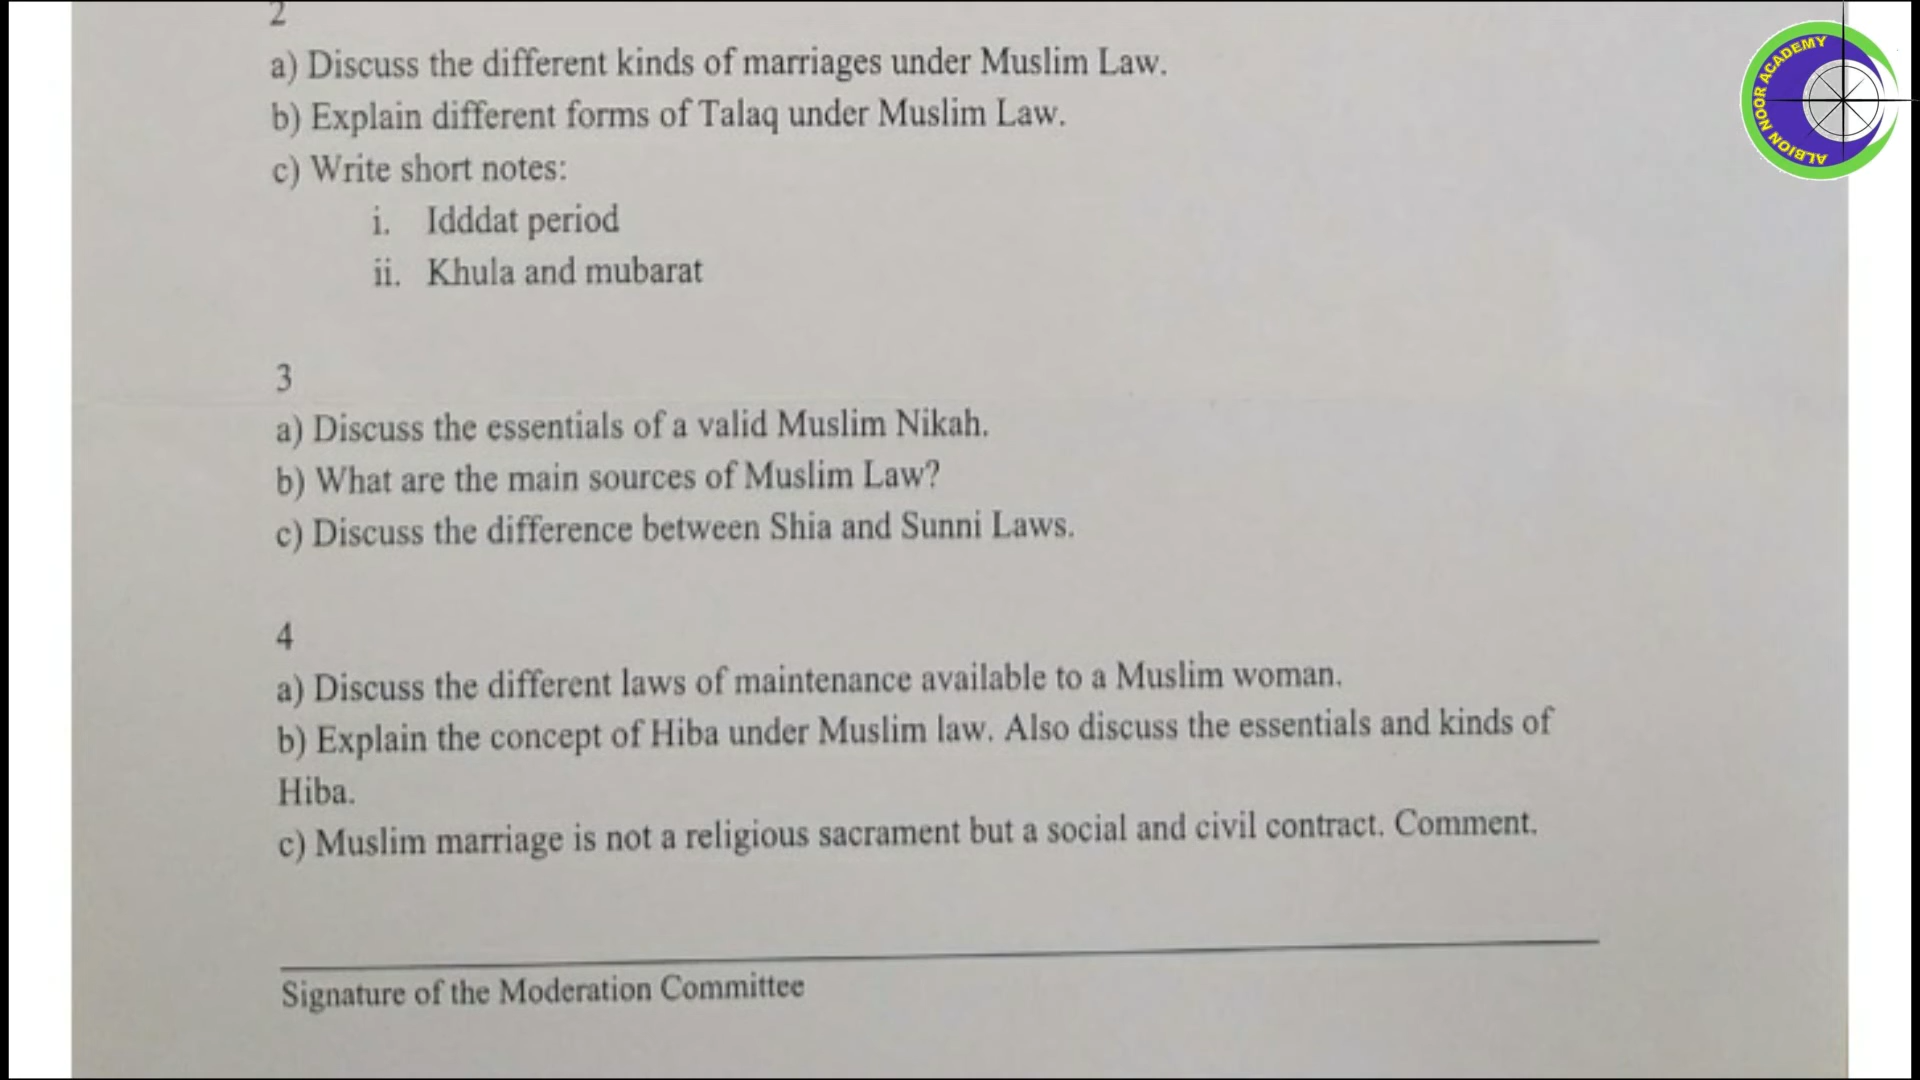 2
a) Discuss the different kinds of marriages under Muslim Law.
b) Explain different forms of Talaq under Muslim Law.
c) Write short notes:
i. Idddat period
ii. Khula and mubarat
3
a) Discuss the essentials of a valid Muslim Nikah.
b) What are the main sources of Muslim Law?
c) Discuss the difference between Shia and Sunni Laws.
4
a) Discuss the different laws of maintenance available to a Muslim woman.
b) Explain the concept of Hiba under Muslim law. Also discuss the essentials and kinds of
Hiba.
c) Muslim marriage is not a religious sacrament but a social and civil contract. Comment.
Signature of the Moderation Committee
ALBION NOOR ACADEMY